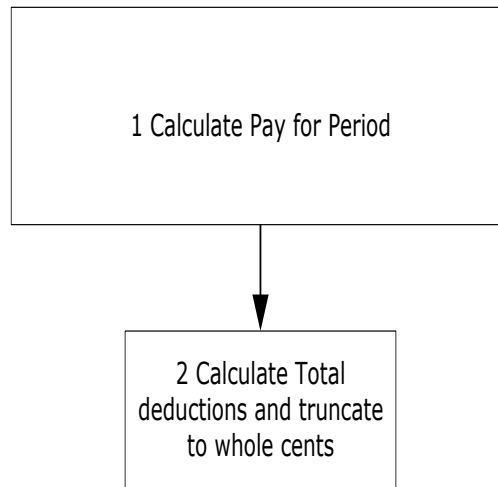 1 Calculate Pay for Period
2 Calculate Total
deductions and truncate
to whole cents